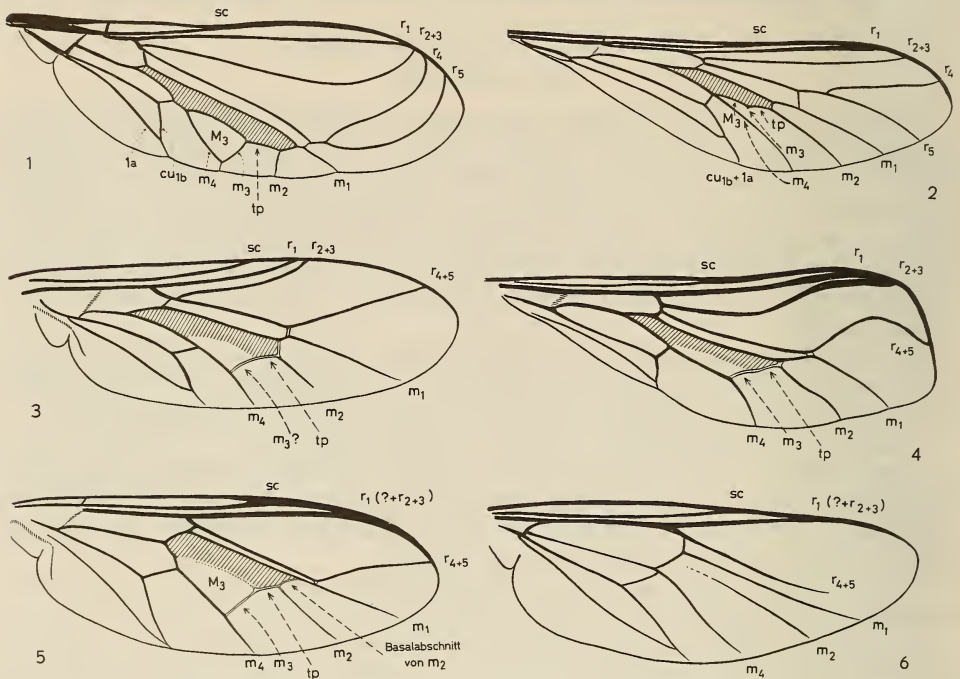 sc
r₁
r₂₊₃
r₄
r₅
M₃
1a
cu₁b
m₄
m₃
tp
m₂
m₁
1
sc
r₁
r₂₊₃
r₄
M₃
tp
m₃
r₅
m₁
m₂
m₄
cu₁b+1a
2
sc
r₁ r₂₊₃
r₄₊₅
m₁
m₂
m₄
tp
m₃?
3
sc
r₁
r₂₊₃
r₄₊₅
m₁
m₂
m₄
m₃
tp
4
sc
r₁ (?+r₂₊₃)
r₄₊₅
M₃
m₁
Basalabschnitt
von m₂
m₂
m₄
m₃
tp
5
sc
r₁ (?+r₂₊₃)
r₄₊₅
m₁
m₂
m₄
6